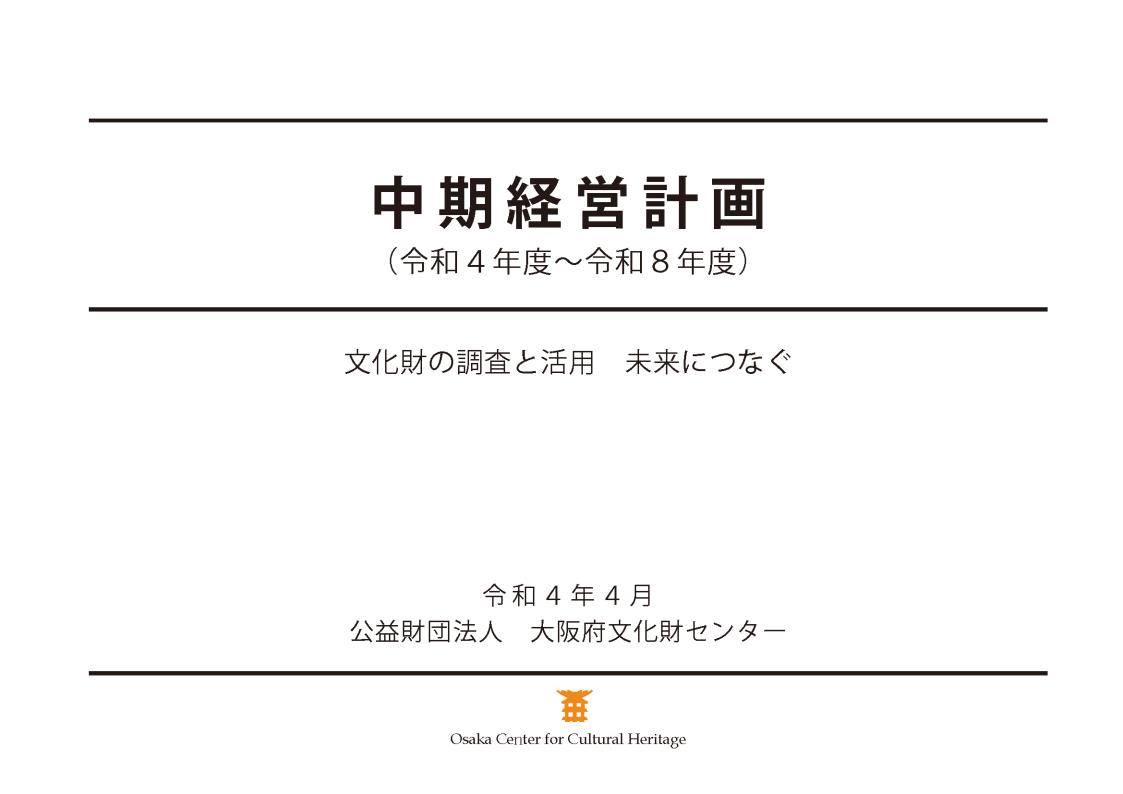 中期経営計画
（令和４年度～令和８年度）
文化財の調査と活用　未来につなぐ
令和４年４月
公益財団法人　大阪府文化財センター
Osaka Center for Cultural Heritage